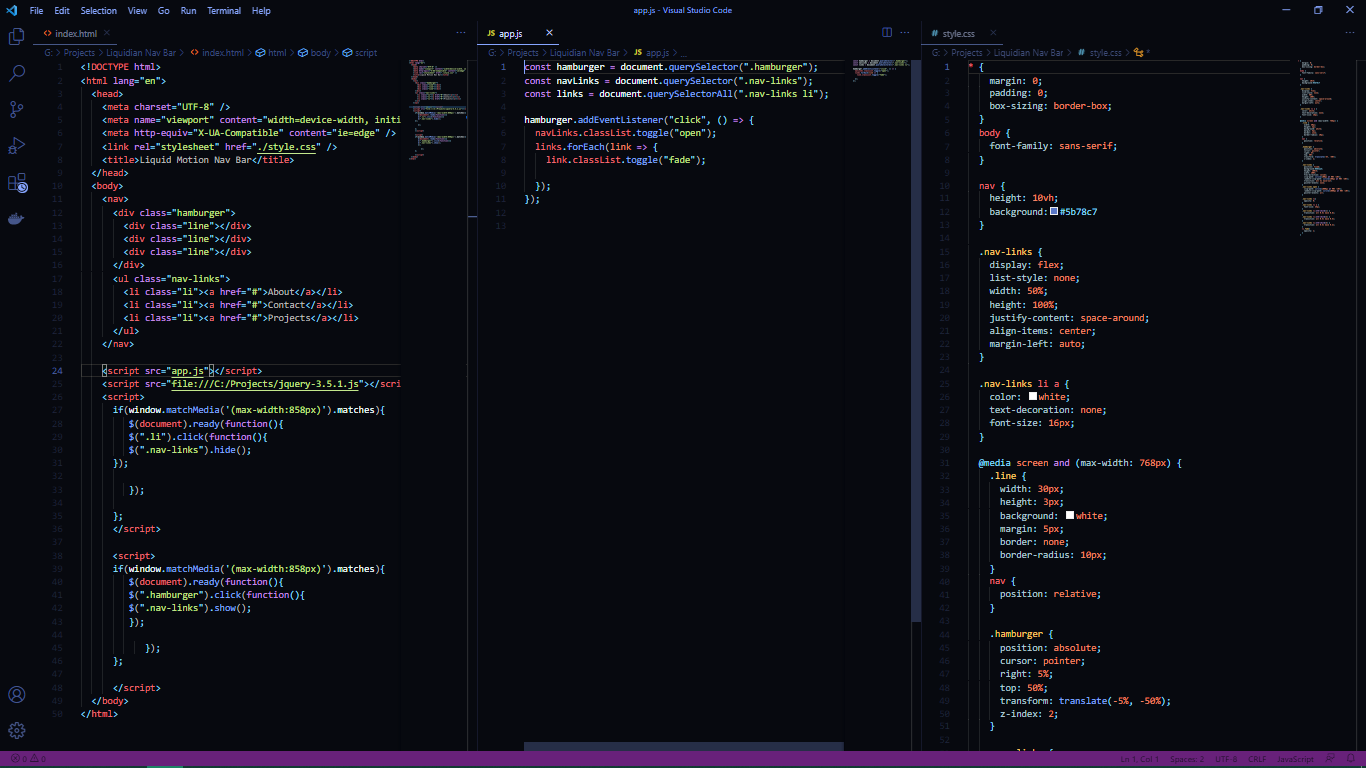 File Edit Selection View Go Run Terminal Help
app.js - Visual Studio Code
index.html
G: > Projects > Liquidian Nav Bar > index.html > html > body > script
1 <!DOCTYPE html>
2 <html lang="en">
3 <head>
4 <meta charset="UTF-8" />
5 <meta name="viewport" content="width=device-width, initi
6 <meta http-equiv="X-UA-Compatible" content="ie=edge" />
7 <link rel="stylesheet" href="./style.css" />
8 <title>Liquid Motion Nav Bar</title>
9 </head>
10 <body>
11 <nav>
12 <div class="hamburger">
13 <div class="line"></div>
14 <div class="line"></div>
15 <div class="line"></div>
16 </div>
17 <ul class="nav-links">
18 <li class="li"><a href="#">About</a></li>
19 <li class="li"><a href="#">Contact</a></li>
20 <li class="li"><a href="#">Projects</a></li>
21 </ul>
22 </nav>
23
24 <script src="app.js"></script>
25 <script src="file:///C:/Projects/jquery-3.5.1.js"></scri
26 <script>
27 if(window.matchMedia('(max-width:858px)').matches){
28 $(document).ready(function(){
29 $(".li").click(function(){
30 $(".nav-links").hide();
31 });
32
33 });
34
35 };
36 </script>
37
38 <script>
39 if(window.matchMedia('(max-width:858px)').matches){
40 $(document).ready(function(){
41 $(".hamburger").click(function(){
42 $(".nav-links").show();
43 });
44
45 });
46 };
47
48 </script>
49 </body>
50 </html>
JS app.js
G: > Projects > Liquidian Nav Bar > JS app.js > ...
1 const hamburger = document.querySelector(".hamburger");
2 const navLinks = document.querySelector(".nav-links");
3 const links = document.querySelectorAll(".nav-links li");
4
5 hamburger.addEventListener("click", () => {
6 navLinks.classList.toggle("open");
7 links.forEach(link => {
8 link.classList.toggle("fade");
9
10 });
11 });
12
13
# style.css
G: > Projects > Liquidian Nav Bar > # style.css > *
1 * {
2 margin: 0;
3 padding: 0;
4 box-sizing: border-box;
5 }
6 body {
7 font-family: sans-serif;
8 }
9
10 nav {
11 height: 10vh;
12 background: #5b78c7
13 }
14
15 .nav-links {
16 display: flex;
17 list-style: none;
18 width: 50%;
19 height: 100%;
20 justify-content: space-around;
21 align-items: center;
22 margin-left: auto;
23 }
24
25 .nav-links li a {
26 color: white;
27 text-decoration: none;
28 font-size: 16px;
29 }
30
31 @media screen and (max-width: 768px) {
32 .line {
33 width: 30px;
34 height: 3px;
35 background: white;
36 margin: 5px;
37 border: none;
38 border-radius: 10px;
39 }
40 nav {
41 position: relative;
42 }
43
44 .hamburger {
45 position: absolute;
46 cursor: pointer;
47 right: 5%;
48 top: 50%;
49 transform: translate(-5%, -50%);
50 z-index: 2;
51 }
52
0 0
Ln 1, Col 1 Spaces: 2 UTF-8 CRLF JavaScript